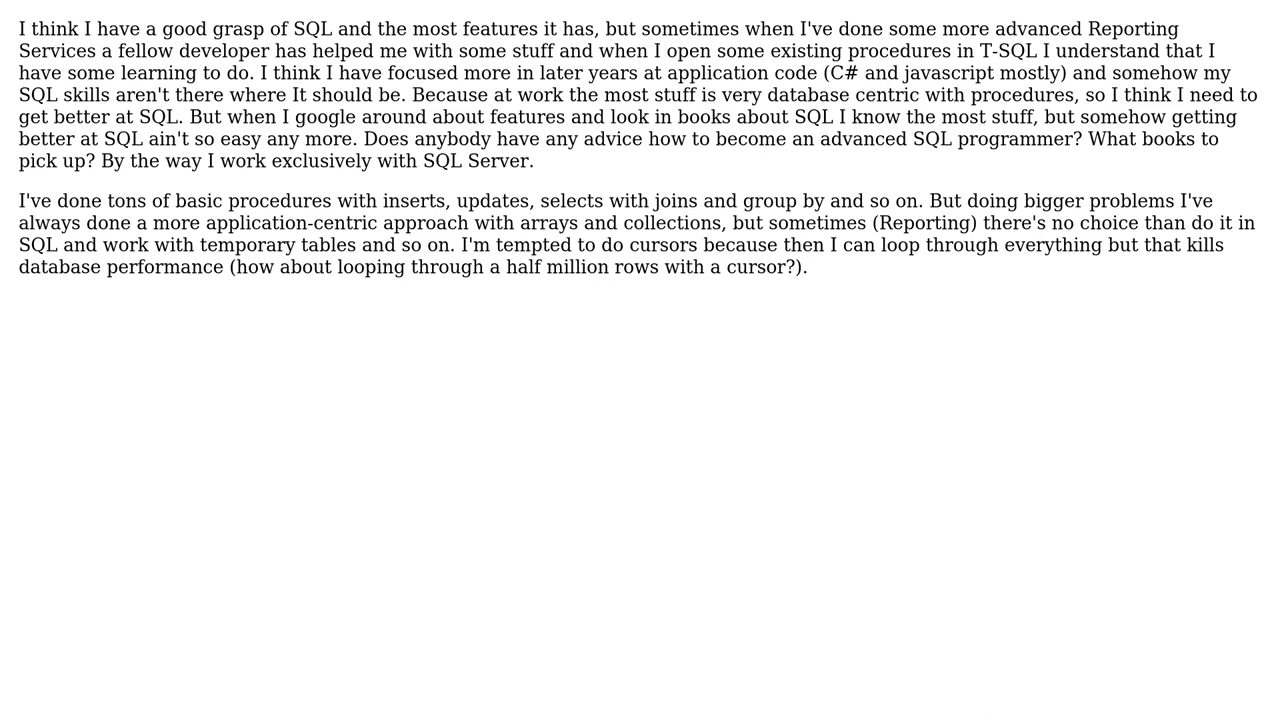 I think I have a good grasp of SQL and the most features it has, but sometimes when I've done some more advanced Reporting
Services a fellow developer has helped me with some stuff and when I open some existing procedures in T-SQL I understand that I
have some learning to do. I think I have focused more in later years at application code (C# and javascript mostly) and somehow my
SQL skills aren't there where It should be. Because at work the most stuff is very database centric with procedures, so I think I need to
get better at SQL. But when I google around about features and look in books about SQL I know the most stuff, but somehow getting
better at SQL ain't so easy any more. Does anybody have any advice how to become an advanced SQL programmer? What books to
pick up? By the way I work exclusively with SQL Server.
I've done tons of basic procedures with inserts, updates, selects with joins and group by and so on. But doing bigger problems I've
always done a more application-centric approach with arrays and collections, but sometimes (Reporting) there's no choice than do it in
SQL and work with temporary tables and so on. I'm tempted to do cursors because then I can loop through everything but that kills
database performance (how about looping through a half million rows with a cursor?).